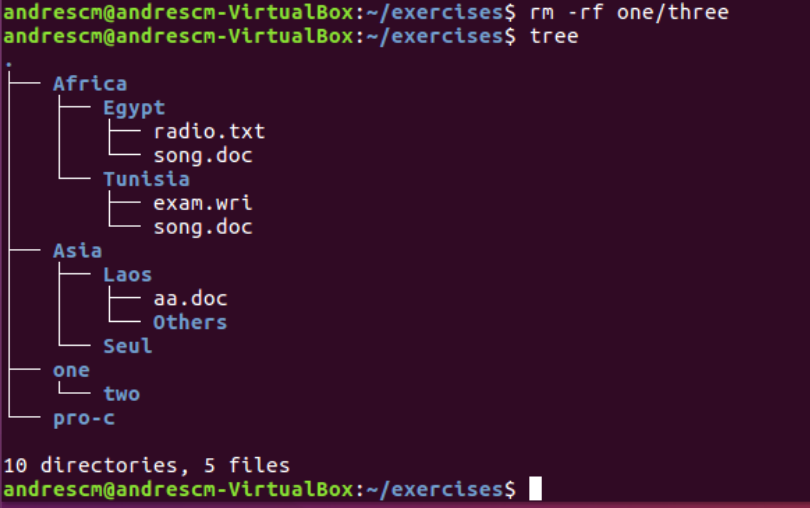 andrescm@andrescm-VirtualBox:~/exercises$ rm -rf one/three
andrescm@andrescm-VirtualBox:~/exercises$ tree
.
├── Africa
│   ├── Egypt
│   │   ├── radio.txt
│   │   └── song.doc
│   └── Tunisia
│       ├── exam.wri
│       └── song.doc
├── Asia
│   ├── Laos
│   │   ├── aa.doc
│   │   └── Others
│   └── Seul
├── one
│   └── two
└── pro-c
10 directories, 5 files
andrescm@andrescm-VirtualBox:~/exercises$